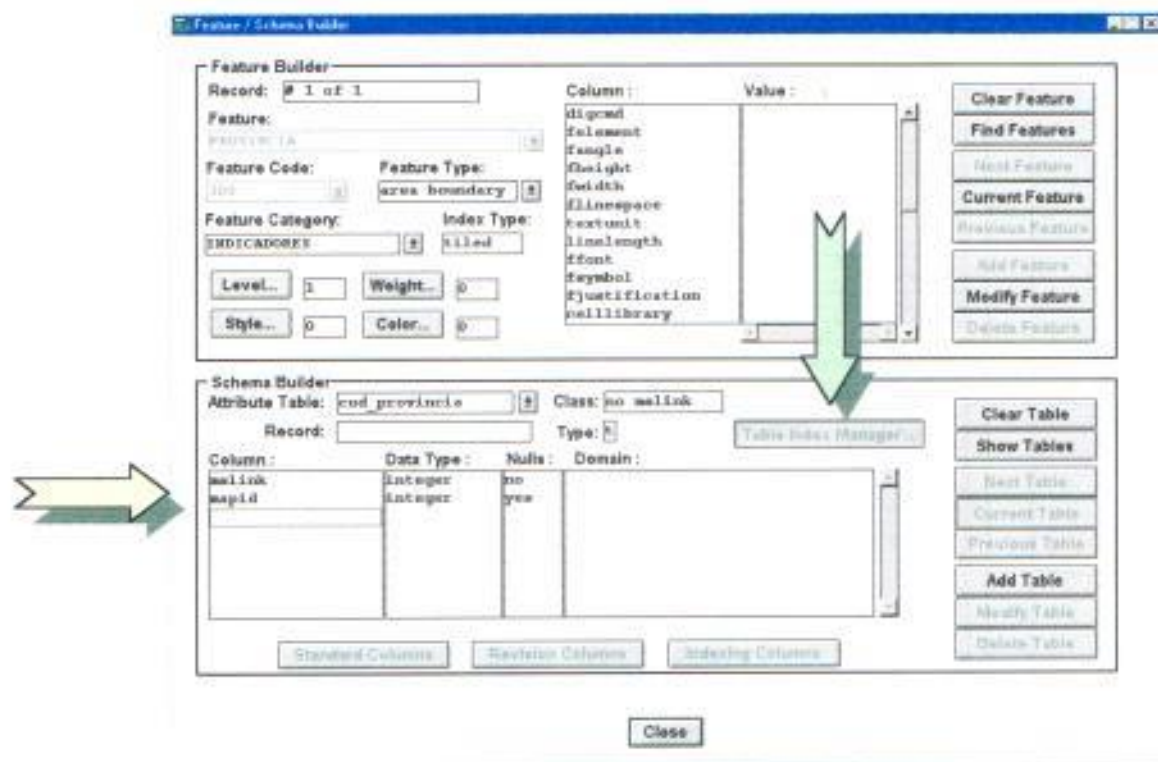 Feature / Schema Builder
Feature Builder
Record: # 1 of 1
Feature:
PROVINCIA
Feature Code: Feature Type:
area boundary
Feature Category: Index Type:
INDICADORES tiled
Level... 1 Weight... 0
Style... 0 Color... 0
Column : Value :
digcmd
felement
fangle
fheight
fwidth
flinespace
textunit
linelength
ffont
fsymbol
fjustification
celllibrary
Clear Feature
Find Features
Next Feature
Current Feature
Previous Feature
Add Feature
Modify Feature
Delete Feature
Schema Builder
Attribute Table: cod_provincia Class: no mslink
Record: Type:
Table Index Manager...
Column : Data Type : Nulls : Domain :
mslink integer no
mapid integer yes
Standard Columns Revision Columns Indexing Columns
Clear Table
Show Tables
Next Table
Current Table
Previous Table
Add Table
Modify Table
Delete Table
Close